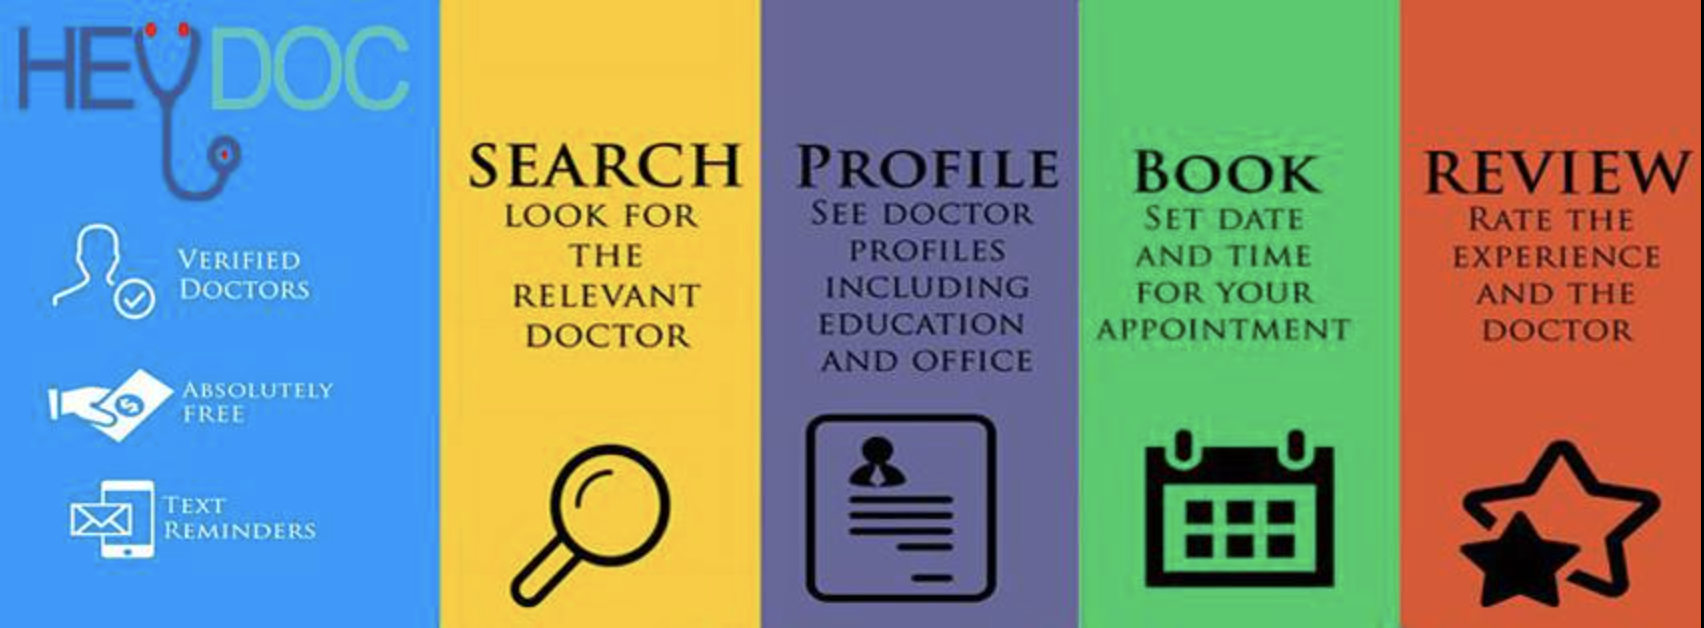 HEYDOC
VERIFIED
DOCTORS
ABSOLUTELY
FREE
TEXT
REMINDERS
SEARCH
LOOK FOR
THE
RELEVANT
DOCTOR
PROFILE
SEE DOCTOR
PROFILES
INCLUDING
EDUCATION
AND OFFICE
BOOK
SET DATE
AND TIME
FOR YOUR
APPOINTMENT
REVIEW
RATE THE
EXPERIENCE
AND THE
DOCTOR